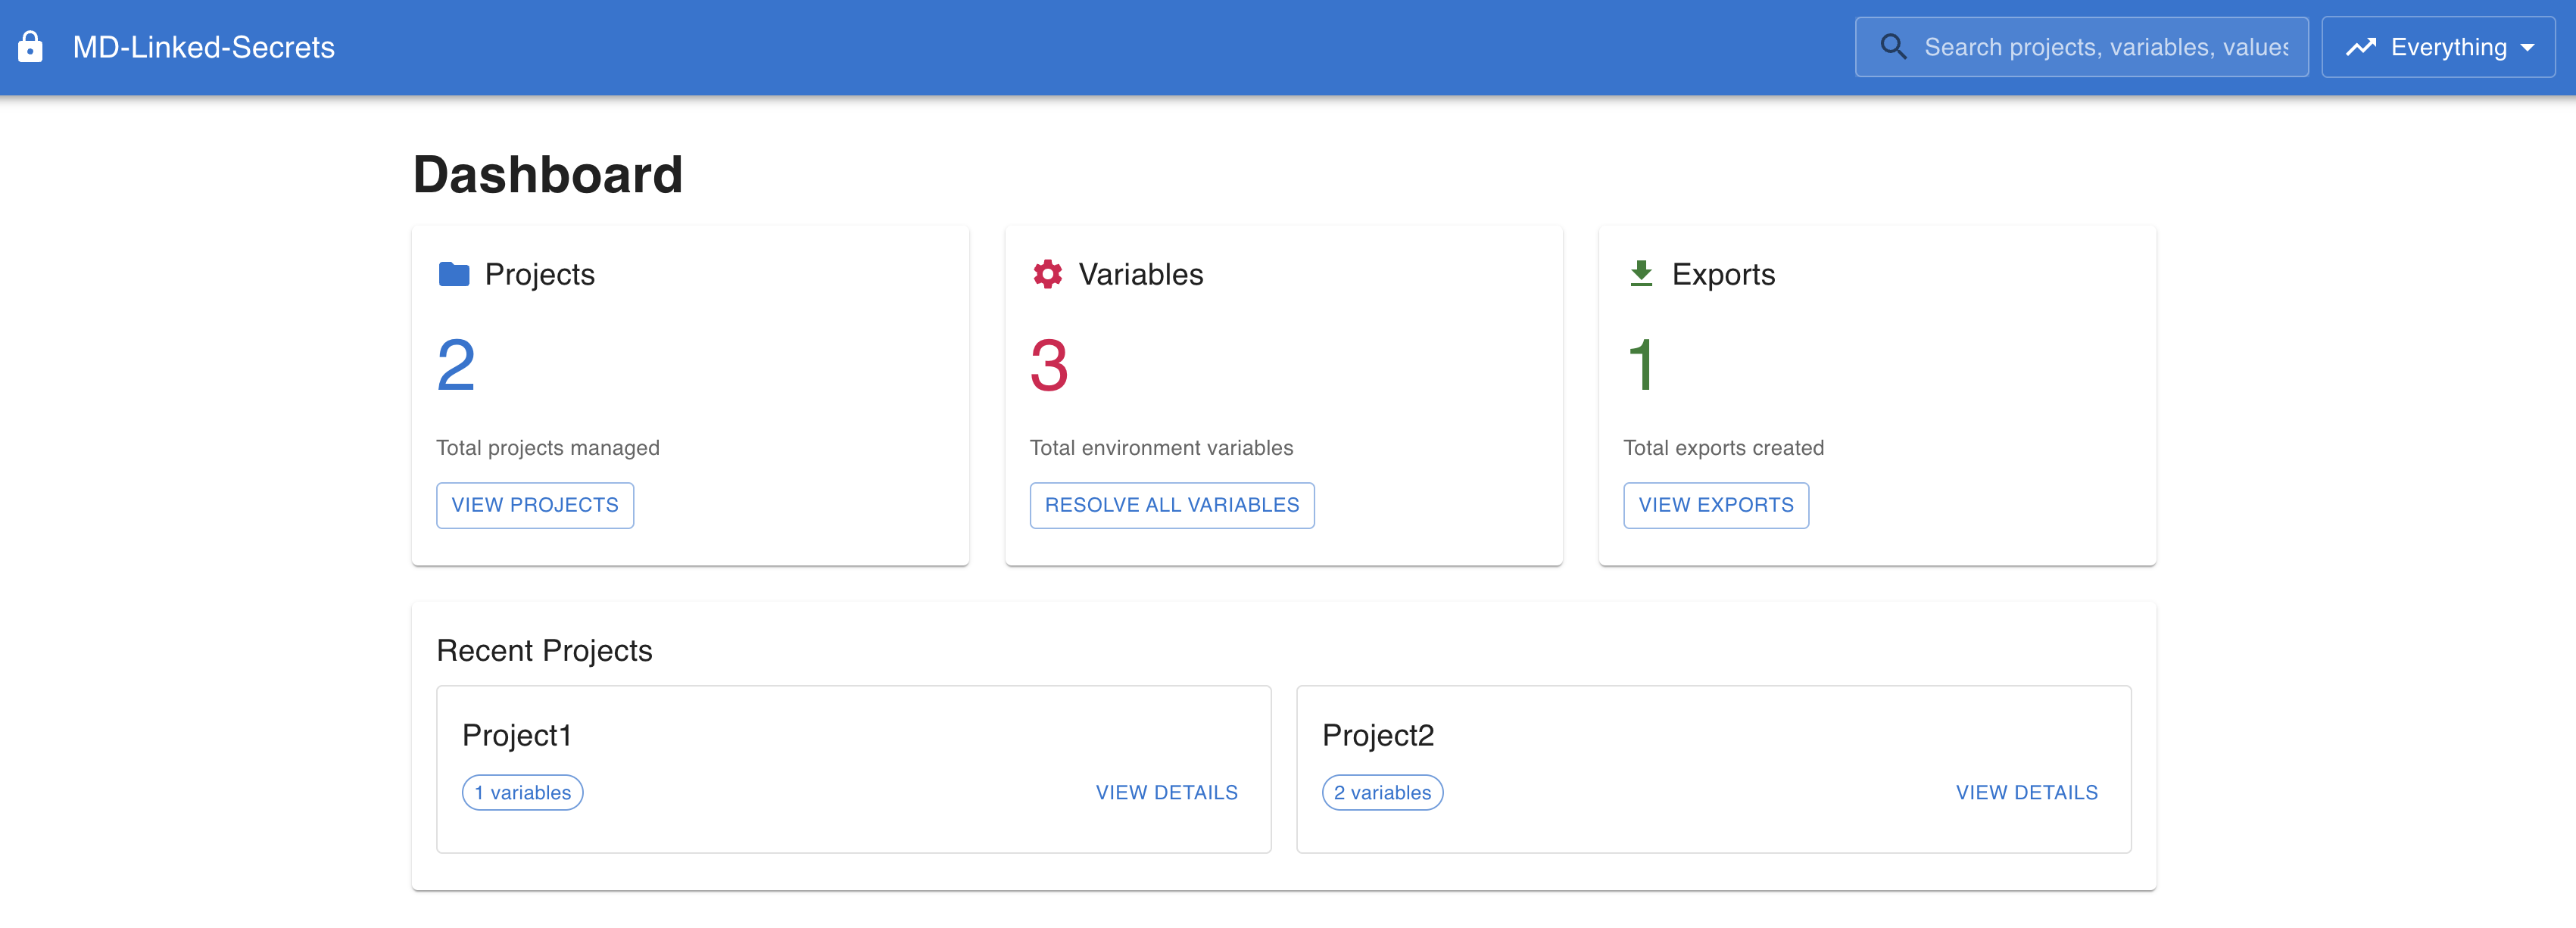 MD-Linked-Secrets
Search projects, variables, values
Everything
Dashboard
Projects
2
Total projects managed
VIEW PROJECTS
Variables
3
Total environment variables
RESOLVE ALL VARIABLES
Exports
1
Total exports created
VIEW EXPORTS
Recent Projects
Project1
1 variables
VIEW DETAILS
Project2
2 variables
VIEW DETAILS